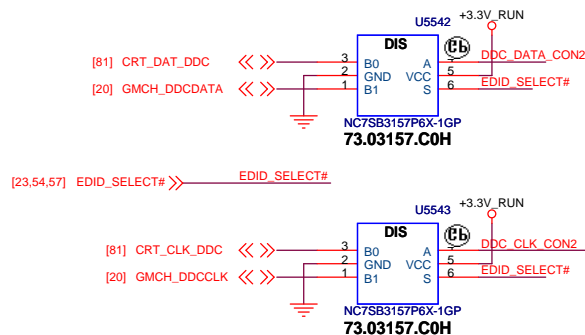 U5542
+3.3V_RUN
DIS
[81] CRT_DAT_DDC 3 B0 A DDC_DATA_CON2
2 GND VCC 5
[20] GMCH_DDCDATA 1 B1 S 6 EDID_SELECT#
NC7SB3157P6X-1GP
73.03157.C0H
[23,54,57] EDID_SELECT# EDID_SELECT#
U5543
+3.3V_RUN
DIS
[81] CRT_CLK_DDC 3 B0 A DDC_CLK_CON2
2 GND VCC 5
[20] GMCH_DDCCLK 1 B1 S 6 EDID_SELECT#
NC7SB3157P6X-1GP
73.03157.C0H